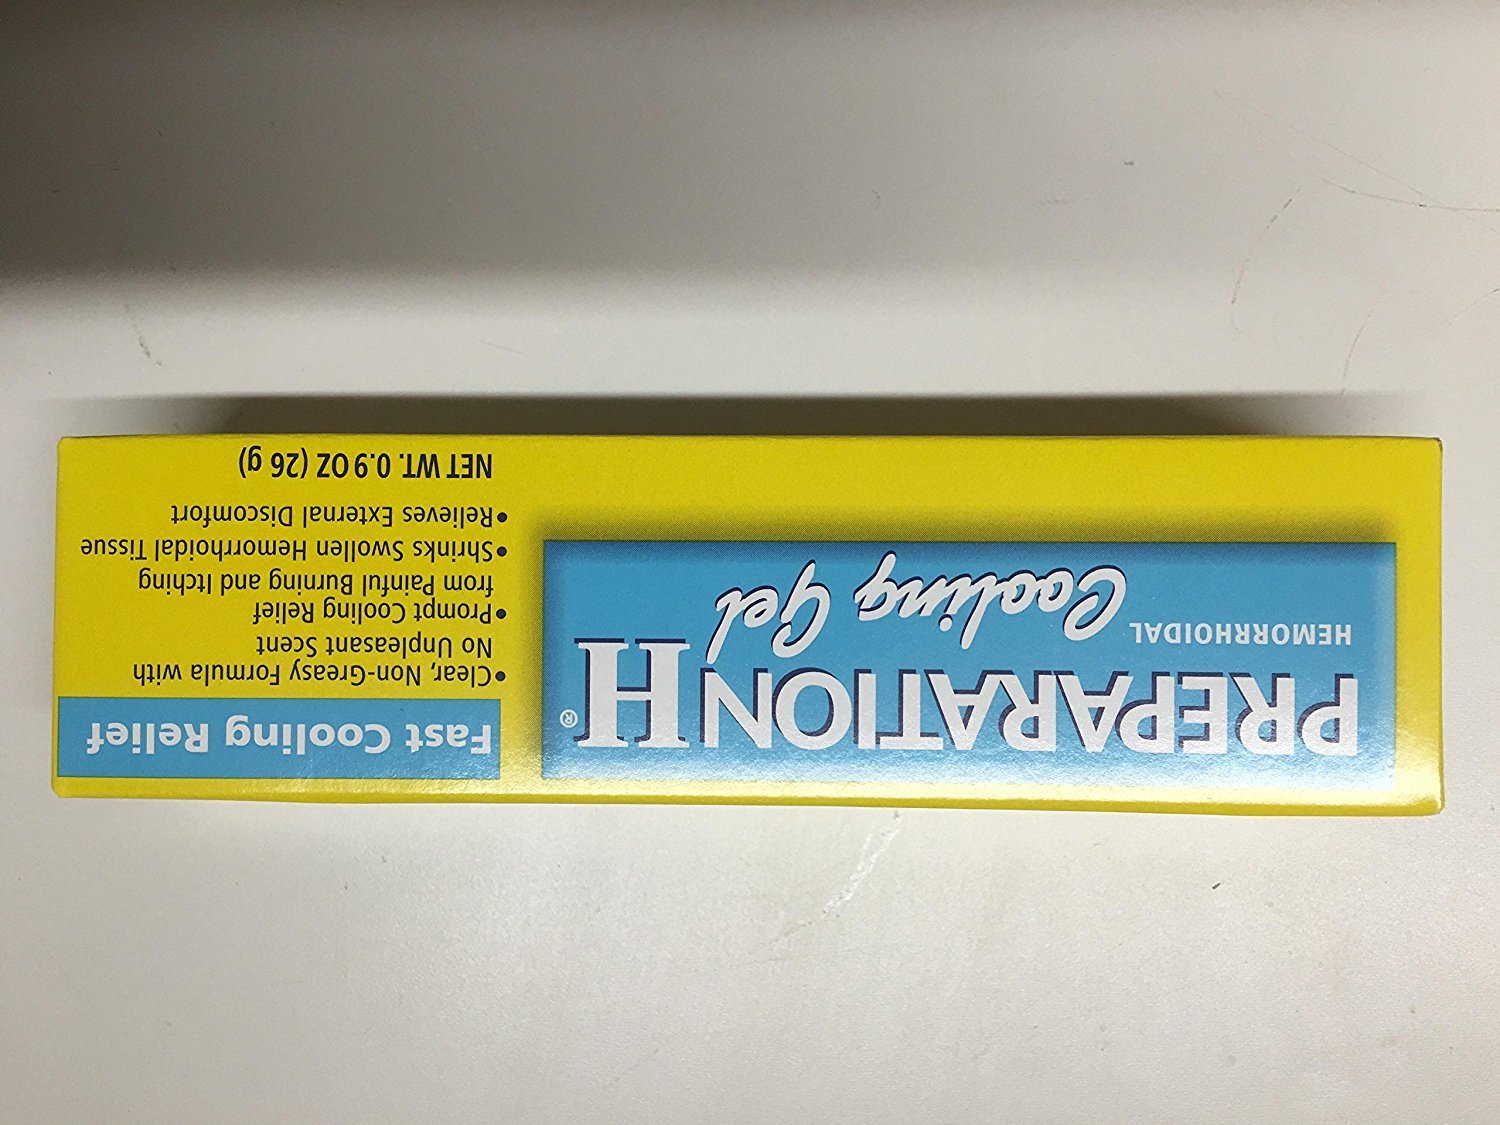 PREPARATION H®
HEMORRHOIDAL Cooling Gel
Fast Cooling Relief
•Clear, Non-Greasy Formula with
No Unpleasant Scent
•Prompt Cooling Relief
from Painful Burning and Itching
•Shrinks Swollen Hemorrhoidal Tissue
•Relieves External Discomfort
NET WT. 0.9 OZ (26 g)